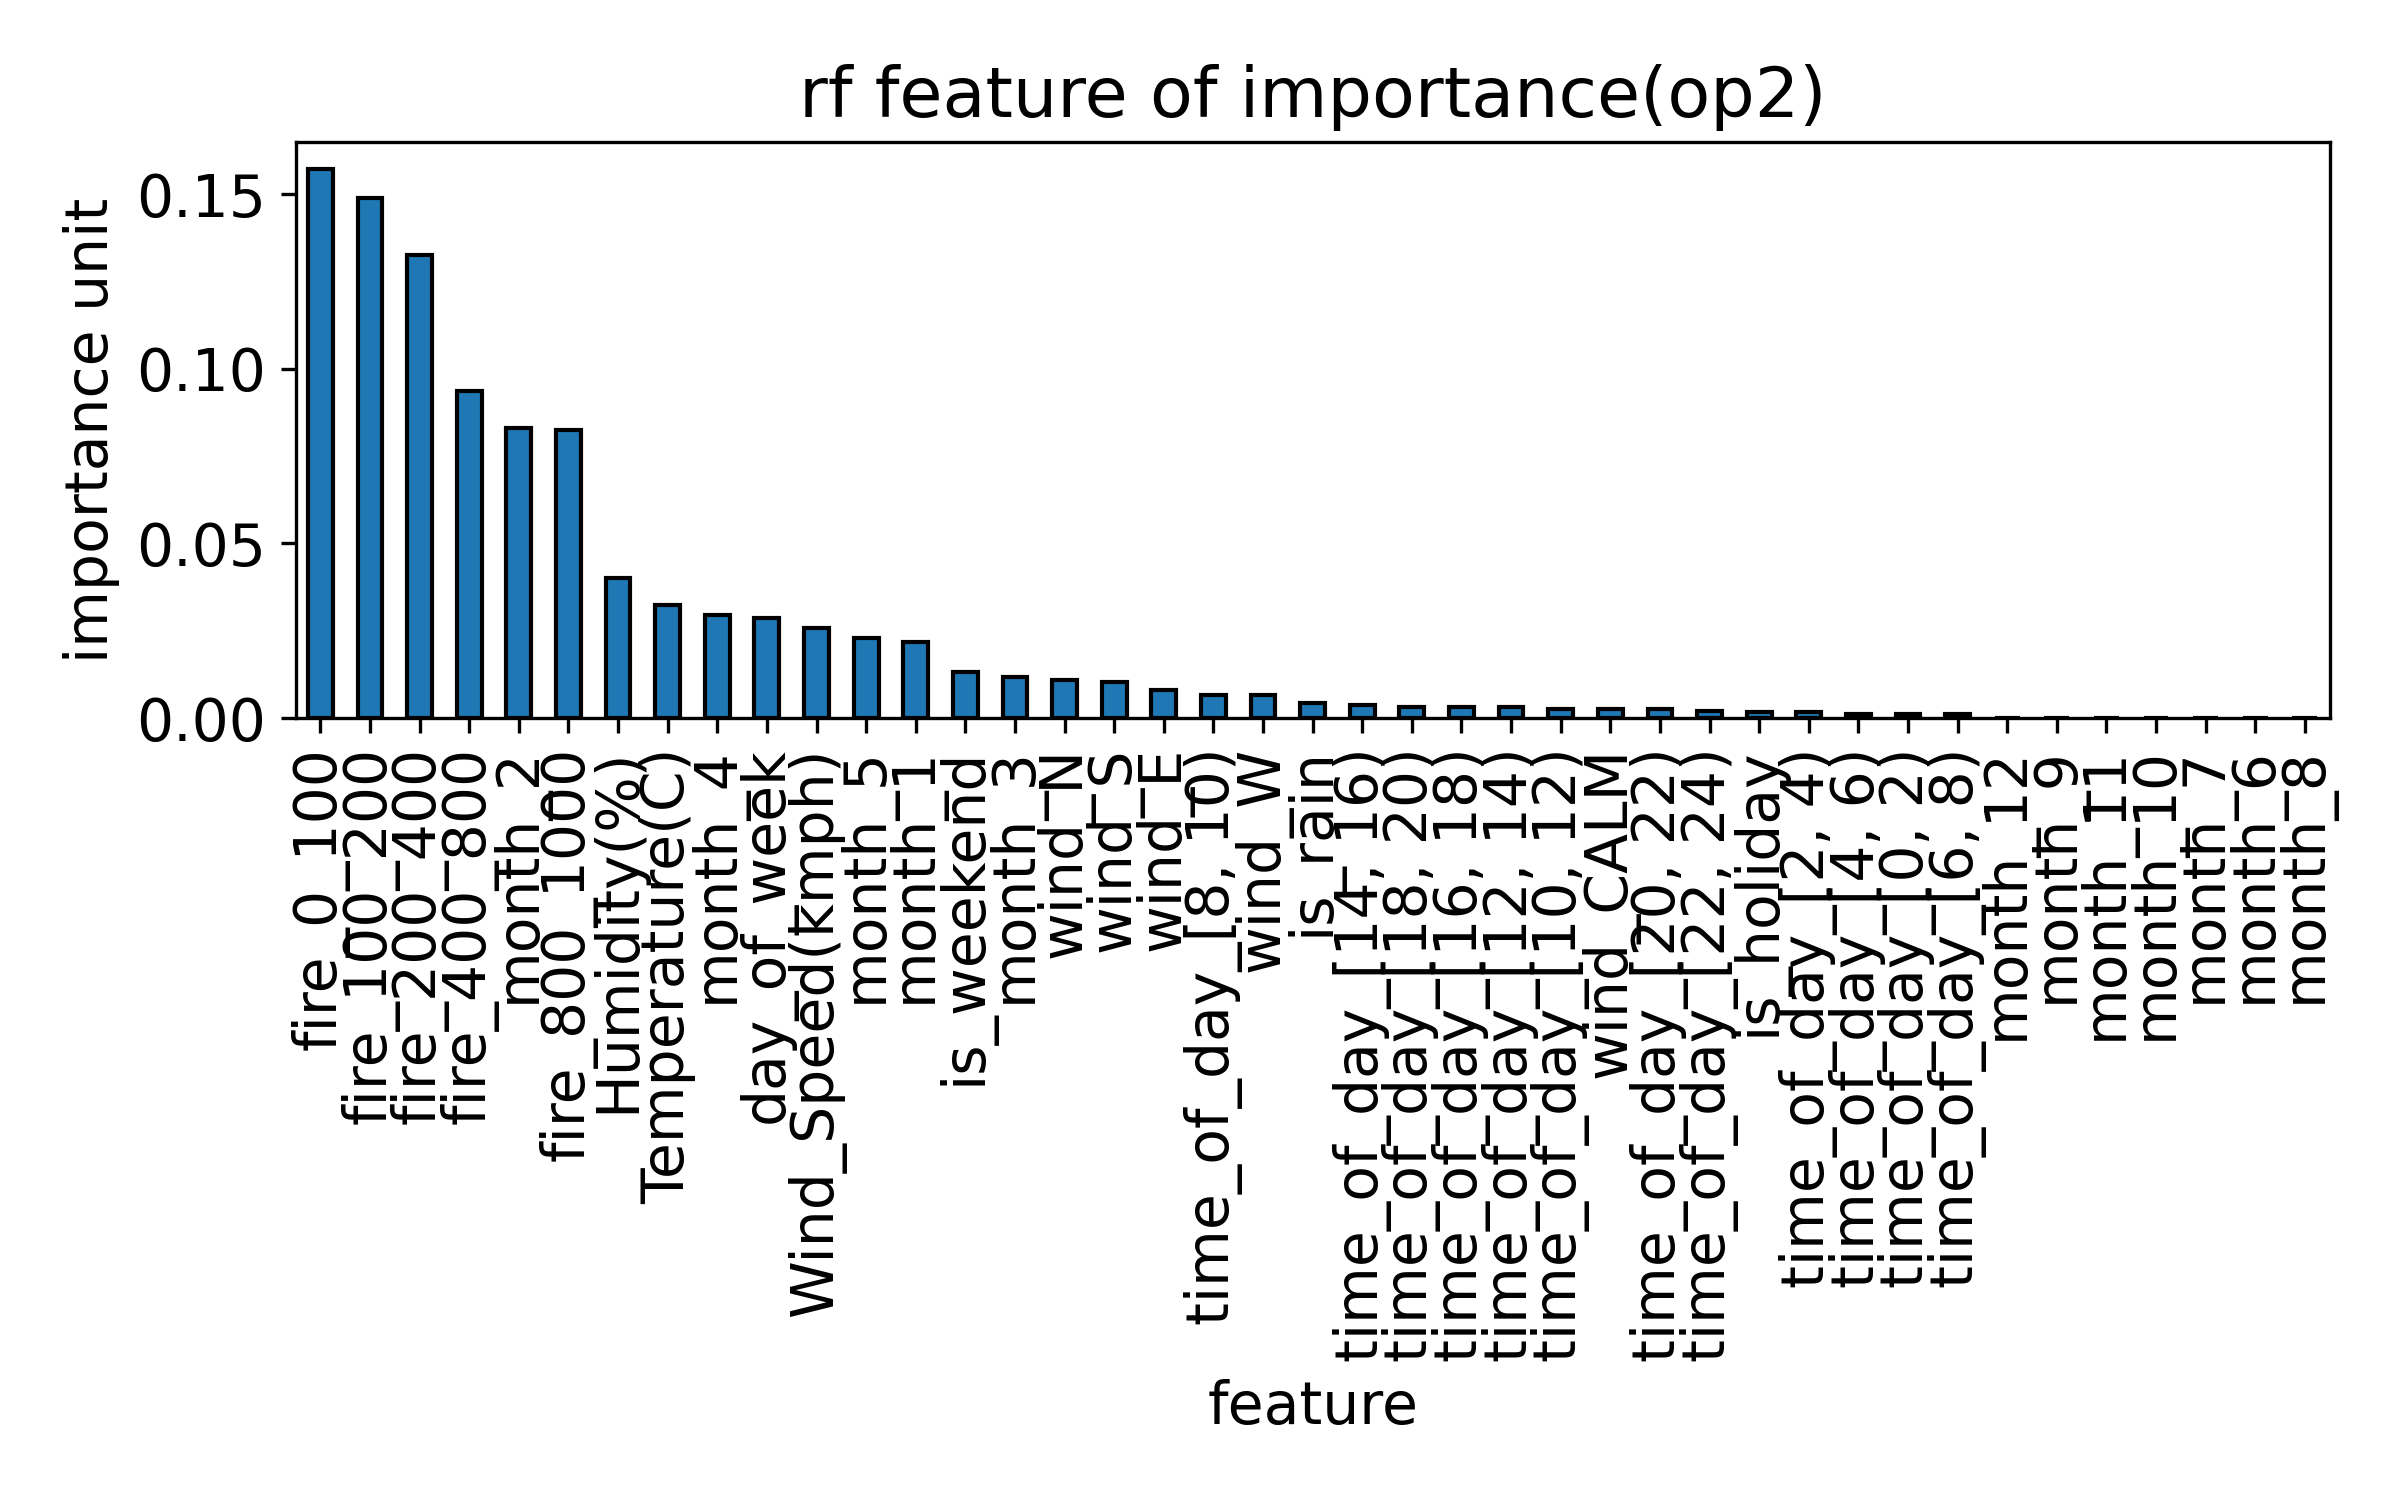 rf feature of importance(op2)
importance unit
0.15
0.10
0.05
0.00
fire_0_100
fire_100_200
fire_200_400
fire_400_800
month_2
fire_800_1000
Humidity(%)
Temperature(C)
month_4
day_of_week
Wind_Speed(kmph)
month_5
month_1
is_weekend
month_3
wind_N
wind_S
wind_E
time_of_day_[8, 10)
wind_W
is_rain
time_of_day_[14, 16)
time_of_day_[18, 20)
time_of_day_[16, 18)
time_of_day_[12, 14)
time_of_day_[10, 12)
wind_CALM
time_of_day_[20, 22)
time_of_day_[22, 24)
is_holiday
time_of_day_[2, 4)
time_of_day_[4, 6)
time_of_day_[0, 2)
time_of_day_[6, 8)
month_12
month_9
month_11
month_10
month_7
month_6
month_8
feature